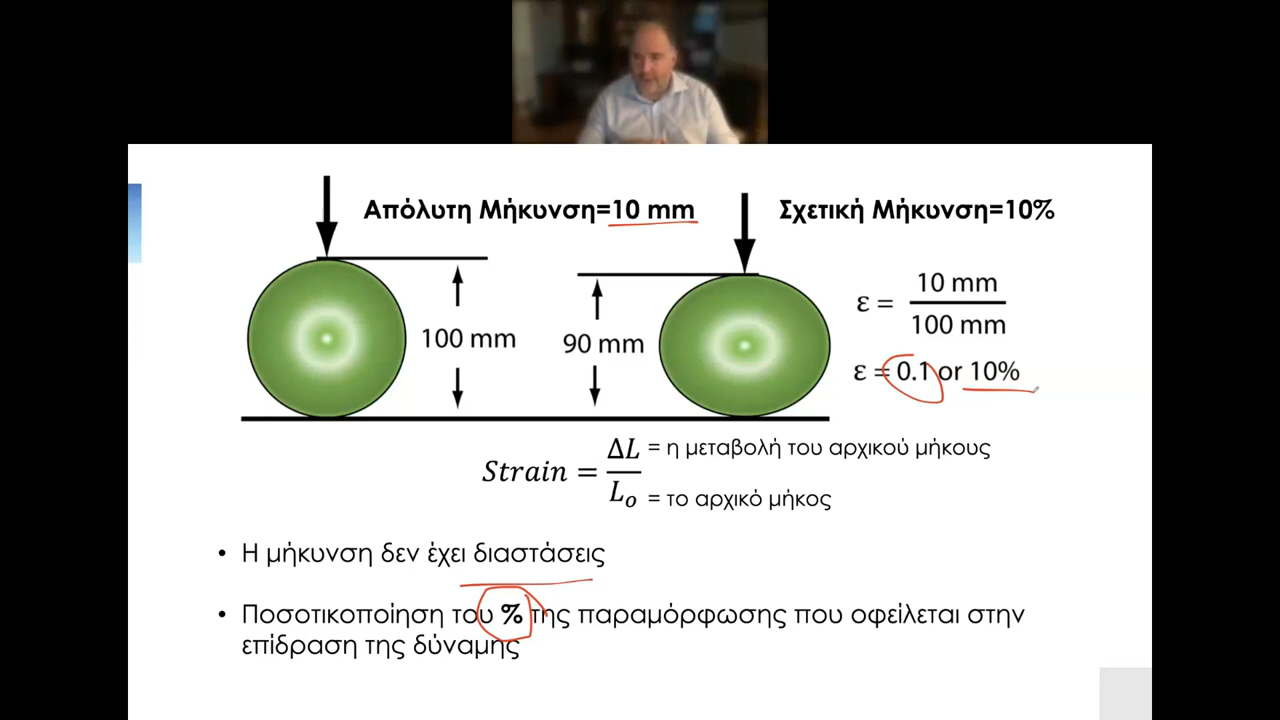 Απόλυτη Μήκυνση=10 mm
Σχετική Μήκυνση=10%
100 mm
90 mm
ε = 10 mm
100 mm
ε = 0.1 or 10%
Strain = ΔL = η μεταβολή του αρχικού μήκους
Lo = το αρχικό μήκος
• Η μήκυνση δεν έχει διαστάσεις
• Ποσοτικοποίηση του % της παραμόρφωσης που οφείλεται στην
επίδραση της δύναμης